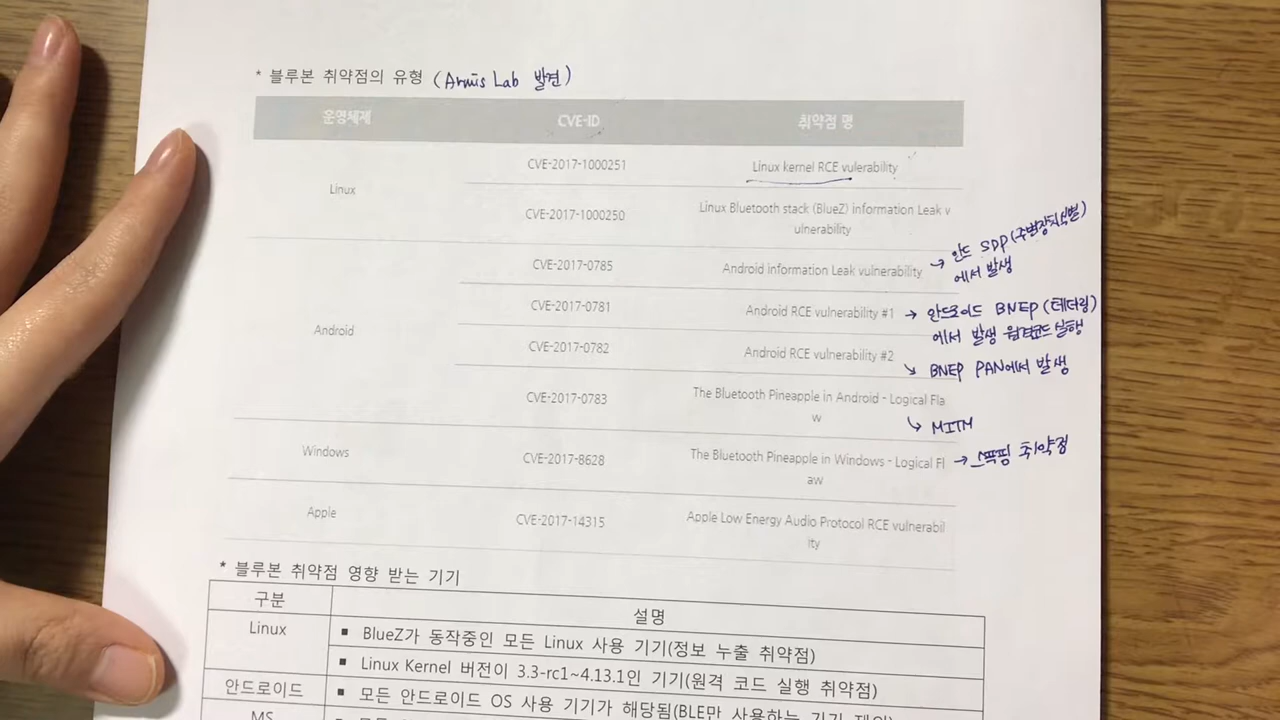 * 블루본 취약점의 유형 (Armis Lab 발견)
운영체제 CVE-ID 취약점 명
Linux
CVE-2017-1000251 Linux kernel RCE vulerability
CVE-2017-1000250 Linux Bluetooth stack (BlueZ) information Leak v
ulnerability
Android
CVE-2017-0785 Android information Leak vulnerability → 안드 SDP(주변장치식별)
에서 발생
CVE-2017-0781 Android RCE vulnerability #1 → 안드로이드 BNEP(테더링)
에서 발생 원격코드 실행
CVE-2017-0782 Android RCE vulnerability #2
BNEP PAN에서 발생
CVE-2017-0783 The Bluetooth Pineapple in Android - Logical Fla
w
MITM
Windows CVE-2017-8628 The Bluetooth Pineapple in Windows - Logical Fl → 스푸핑 취약점
aw
Apple CVE-2017-14315 Apple Low Energy Audio Protocol RCE vulnerabil
ity
* 블루본 취약점 영향 받는 기기
구분 설명
Linux ▪ BlueZ가 동작중인 모든 Linux 사용 기기(정보 누출 취약점)
▪ Linux Kernel 버전이 3.3-rc1~4.13.1인 기기(원격 코드 실행 취약점)
안드로이드 ▪ 모든 안드로이드 OS 사용 기기가 해당됨(BLE만 사용하는 기기 제외)
MS